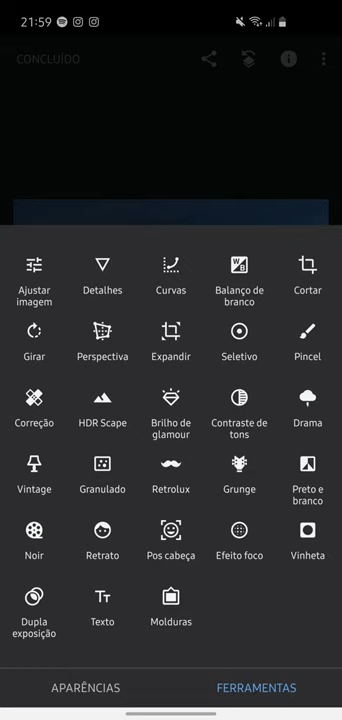 21:59
CONCLUÍDO
Ajustar imagem
Detalhes
Curvas
Balanço de branco
Cortar
Girar
Perspectiva
Expandir
Seletivo
Pincel
Correção
HDR Scape
Brilho de glamour
Contraste de tons
Drama
Vintage
Granulado
Retrolux
Grunge
Preto e branco
Noir
Retrato
Pos cabeça
Efeito foco
Vinheta
Dupla exposição
Texto
Molduras
APARÊNCIAS
FERRAMENTAS